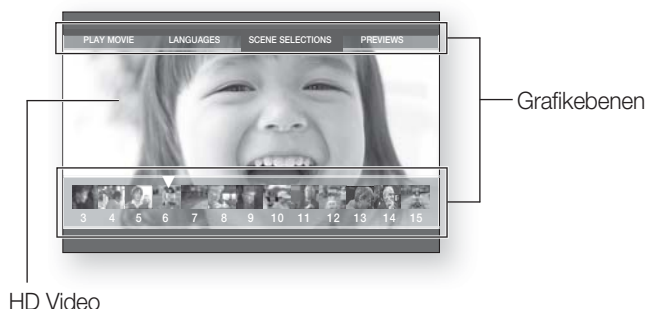 PLAY MOVIE LANGUAGES SCENE SELECTIONS PREVIEWS
Grafikebenen
3 4 5 6 7 8 9 10 11 12 13 14 15
HD Video